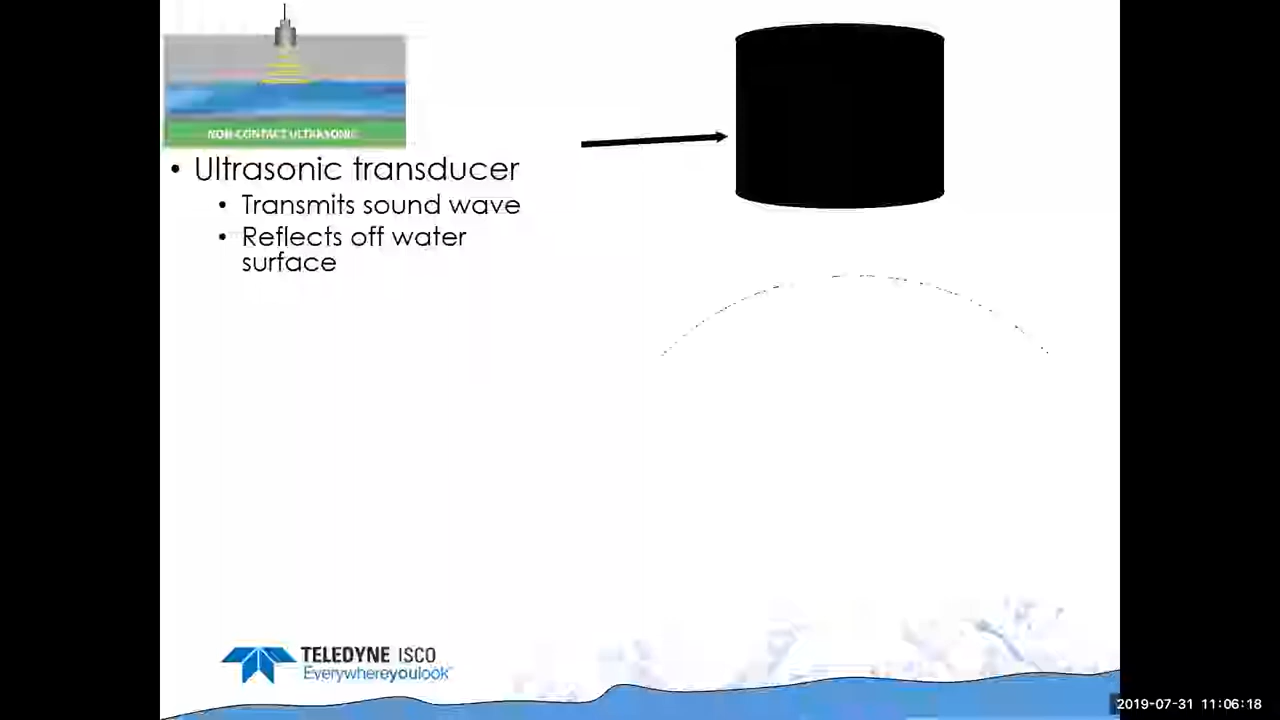 NON-CONTACT ULTRASONIC
• Ultrasonic transducer
• Transmits sound wave
• Reflects off water
surface
TELEDYNE ISCO
Everywhereyoulook
2019-07-31 11:06:18